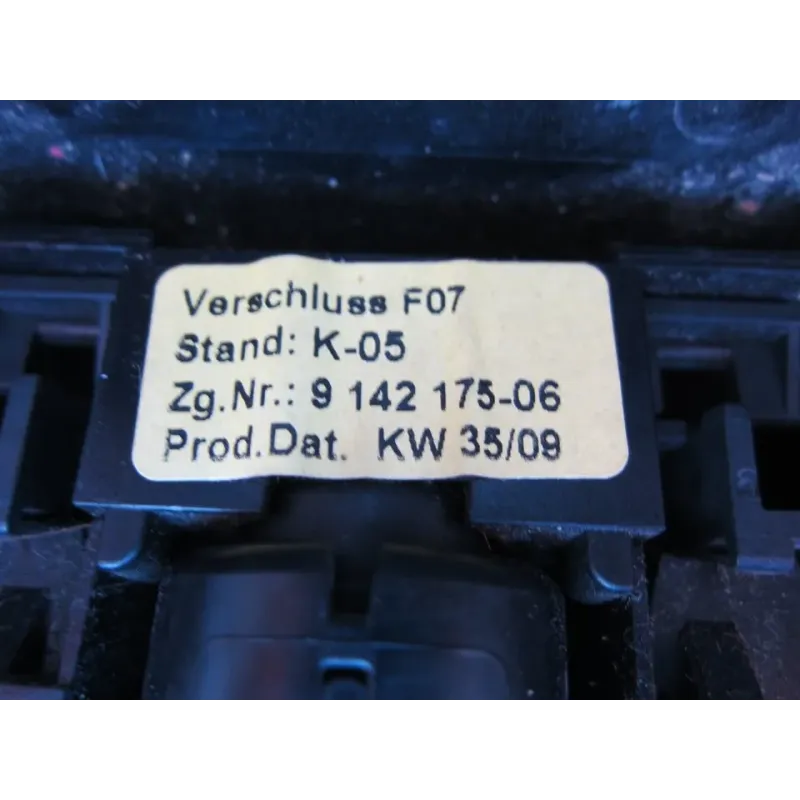 Verschluss F07
Stand: K-05
Zg.Nr.: 9 142 175-06
Prod.Dat. KW 35/09